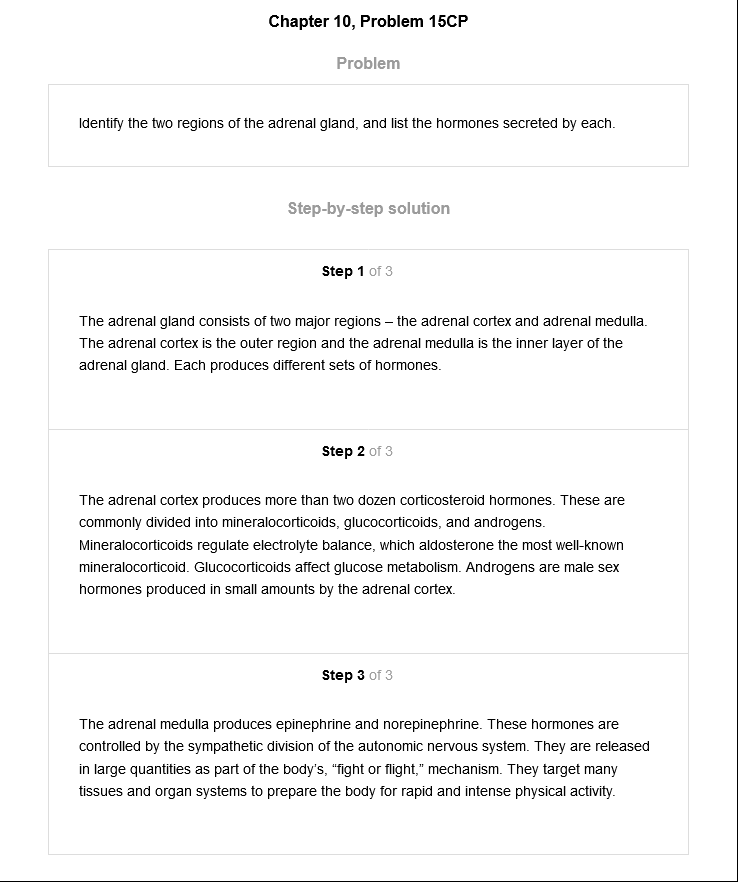 Chapter 10, Problem 15CP
Problem
Identify the two regions of the adrenal gland, and list the hormones secreted by each.
Step-by-step solution
Step 1 of 3
The adrenal gland consists of two major regions – the adrenal cortex and adrenal medulla.
The adrenal cortex is the outer region and the adrenal medulla is the inner layer of the
adrenal gland. Each produces different sets of hormones.
Step 2 of 3
The adrenal cortex produces more than two dozen corticosteroid hormones. These are
commonly divided into mineralocorticoids, glucocorticoids, and androgens.
Mineralocorticoids regulate electrolyte balance, which aldosterone the most well-known
mineralocorticoid. Glucocorticoids affect glucose metabolism. Androgens are male sex
hormones produced in small amounts by the adrenal cortex.
Step 3 of 3
The adrenal medulla produces epinephrine and norepinephrine. These hormones are
controlled by the sympathetic division of the autonomic nervous system. They are released
in large quantities as part of the body’s, “fight or flight,” mechanism. They target many
tissues and organ systems to prepare the body for rapid and intense physical activity.